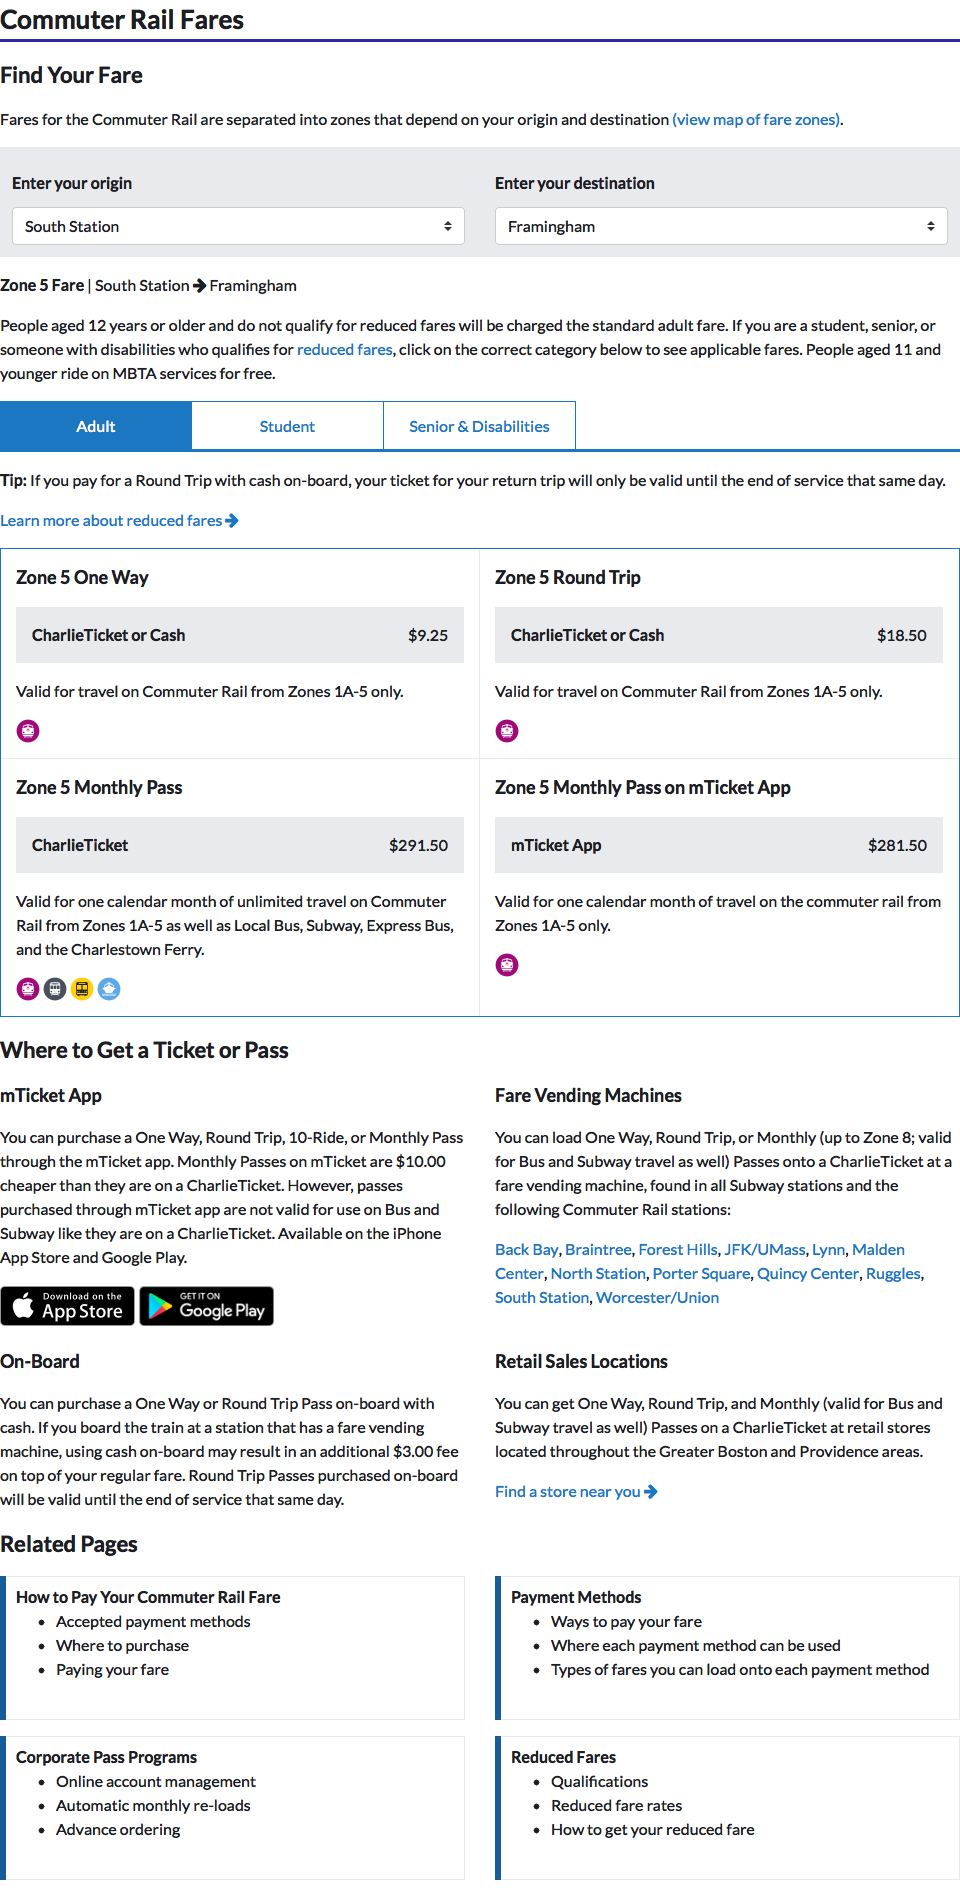 Commuter Rail Fares
Find Your Fare
Fares for the Commuter Rail are separated into zones that depend on your origin and destination (view map of fare zones).
Enter your origin
South Station
Enter your destination
Framingham
Zone 5 Fare | South Station ➔ Framingham
People aged 12 years or older and do not qualify for reduced fares will be charged the standard adult fare. If you are a student, senior, or
someone with disabilities who qualifies for reduced fares, click on the correct category below to see applicable fares. People aged 11 and
younger ride on MBTA services for free.
Adult
Student
Senior & Disabilities
Tip: If you pay for a Round Trip with cash on-board, your ticket for your return trip will only be valid until the end of service that same day.
Learn more about reduced fares ➔
Zone 5 One Way
CharlieTicket or Cash $9.25
Valid for travel on Commuter Rail from Zones 1A-5 only.
Zone 5 Round Trip
CharlieTicket or Cash $18.50
Valid for travel on Commuter Rail from Zones 1A-5 only.
Zone 5 Monthly Pass
CharlieTicket $291.50
Valid for one calendar month of unlimited travel on Commuter
Rail from Zones 1A-5 as well as Local Bus, Subway, Express Bus,
and the Charlestown Ferry.
Zone 5 Monthly Pass on mTicket App
mTicket App $281.50
Valid for one calendar month of travel on the commuter rail from
Zones 1A-5 only.
Where to Get a Ticket or Pass
mTicket App
You can purchase a One Way, Round Trip, 10-Ride, or Monthly Pass
through the mTicket app. Monthly Passes on mTicket are $10.00
cheaper than they are on a CharlieTicket. However, passes
purchased through mTicket app are not valid for use on Bus and
Subway like they are on a CharlieTicket. Available on the iPhone
App Store and Google Play.
Download on the
App Store
GET IT ON
Google Play
Fare Vending Machines
You can load One Way, Round Trip, or Monthly (up to Zone 8; valid
for Bus and Subway travel as well) Passes onto a CharlieTicket at a
fare vending machine, found in all Subway stations and the
following Commuter Rail stations:
Back Bay, Braintree, Forest Hills, JFK/UMass, Lynn, Malden
Center, North Station, Porter Square, Quincy Center, Ruggles,
South Station, Worcester/Union
On-Board
You can purchase a One Way or Round Trip Pass on-board with
cash. If you board the train at a station that has a fare vending
machine, using cash on-board may result in an additional $3.00 fee
on top of your regular fare. Round Trip Passes purchased on-board
will be valid until the end of service that same day.
Retail Sales Locations
You can get One Way, Round Trip, and Monthly (valid for Bus and
Subway travel as well) Passes on a CharlieTicket at retail stores
located throughout the Greater Boston and Providence areas.
Find a store near you ➔
Related Pages
How to Pay Your Commuter Rail Fare
• Accepted payment methods
• Where to purchase
• Paying your fare
Payment Methods
• Ways to pay your fare
• Where each payment method can be used
• Types of fares you can load onto each payment method
Corporate Pass Programs
• Online account management
• Automatic monthly re-loads
• Advance ordering
Reduced Fares
• Qualifications
• Reduced fare rates
• How to get your reduced fare